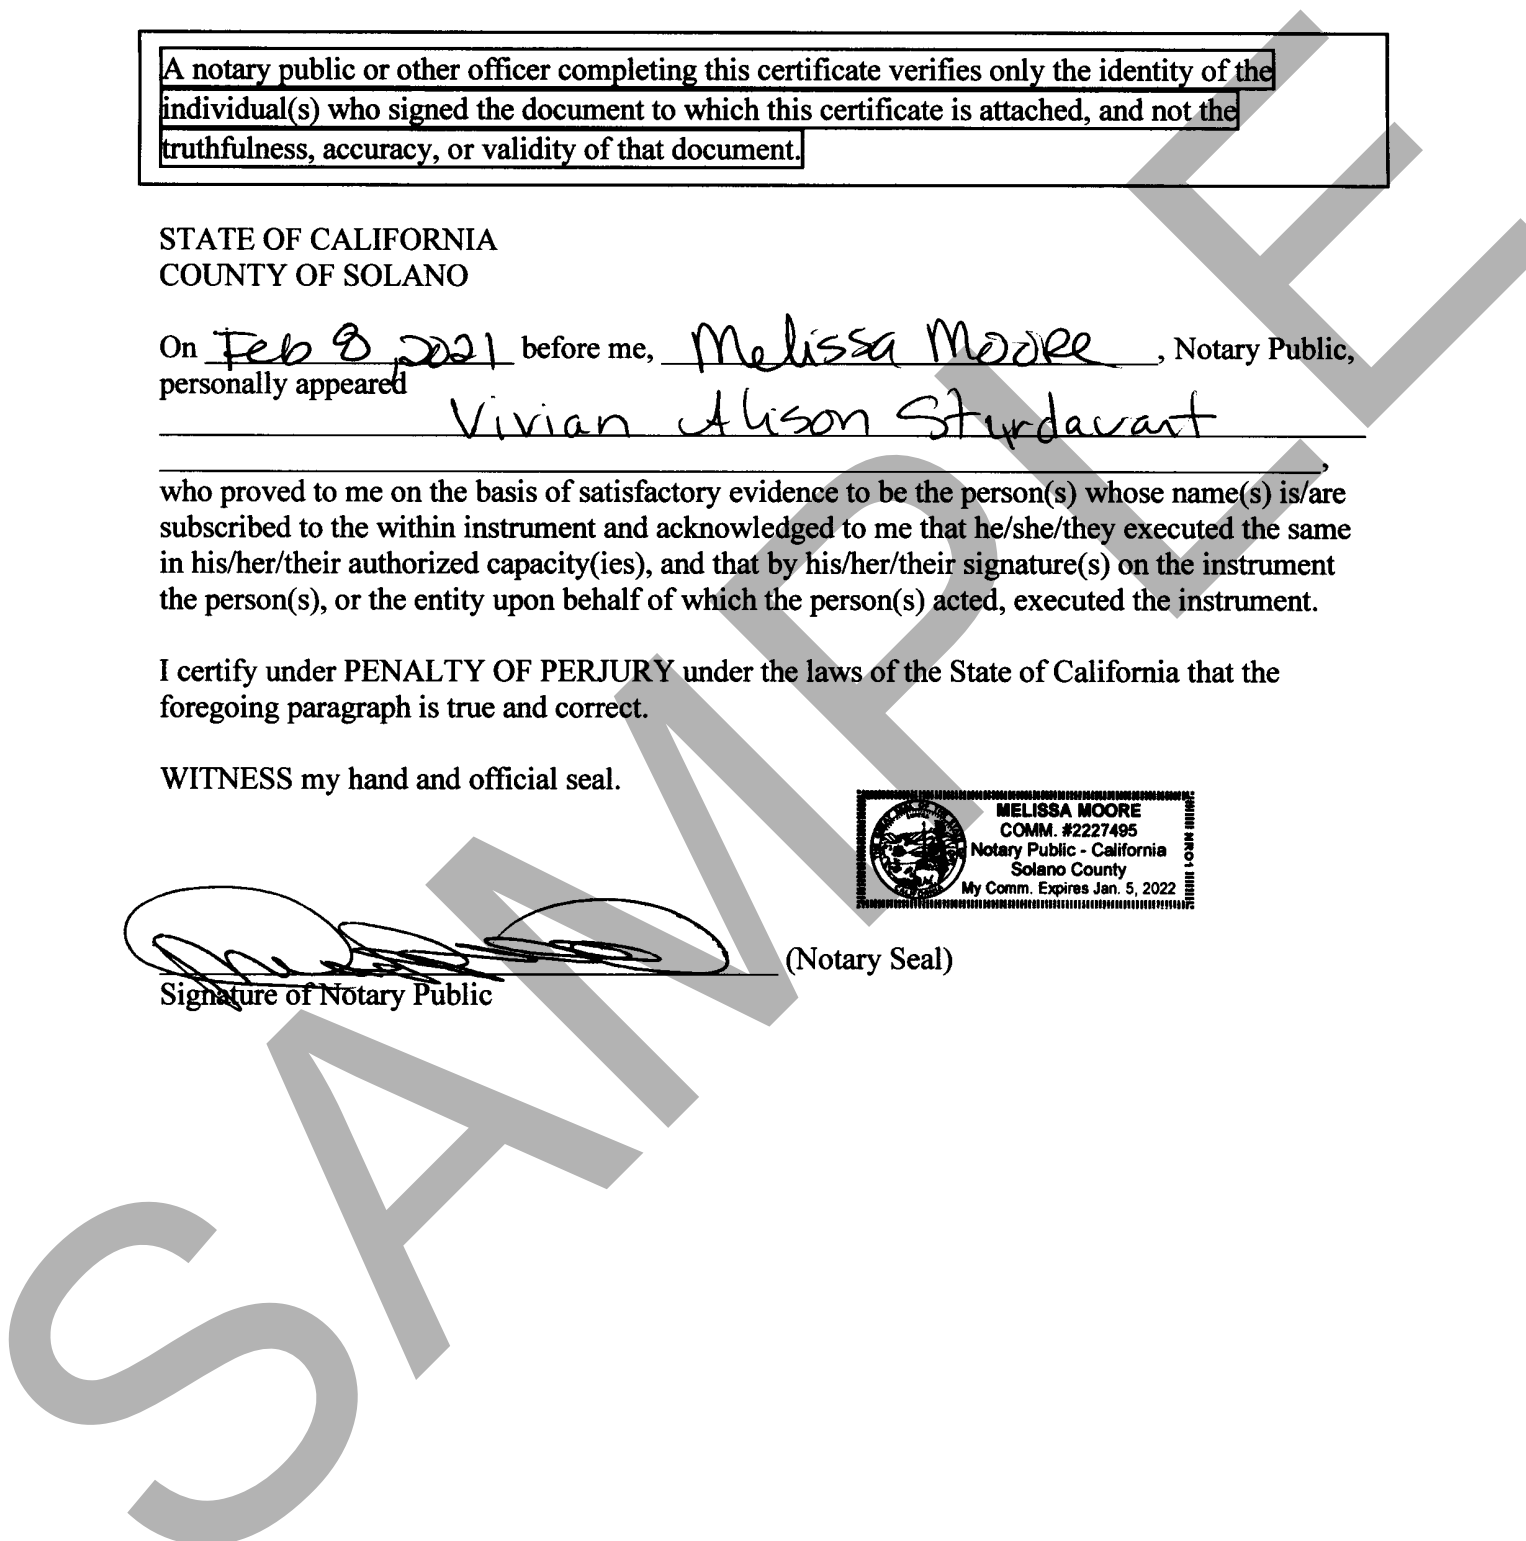 A notary public or other officer completing this certificate verifies only the identity of the
individual(s) who signed the document to which this certificate is attached, and not the
truthfulness, accuracy, or validity of that document.
STATE OF CALIFORNIA
COUNTY OF SOLANO
On Feb 8, 2021 before me, Melissa Moore, Notary Public,
personally appeared
Vivian Alison Sturdavant
,
who proved to me on the basis of satisfactory evidence to be the person(s) whose name(s) is/are
subscribed to the within instrument and acknowledged to me that he/she/they executed the same
in his/her/their authorized capacity(ies), and that by his/her/their signature(s) on the instrument
the person(s), or the entity upon behalf of which the person(s) acted, executed the instrument.
I certify under PENALTY OF PERJURY under the laws of the State of California that the
foregoing paragraph is true and correct.
WITNESS my hand and official seal.
MELISSA MOORE
COMM. #2227495
Notary Public - California
Solano County
My Comm. Expires Jan. 5, 2022
(Notary Seal)
Signature of Notary Public
SAMPLE